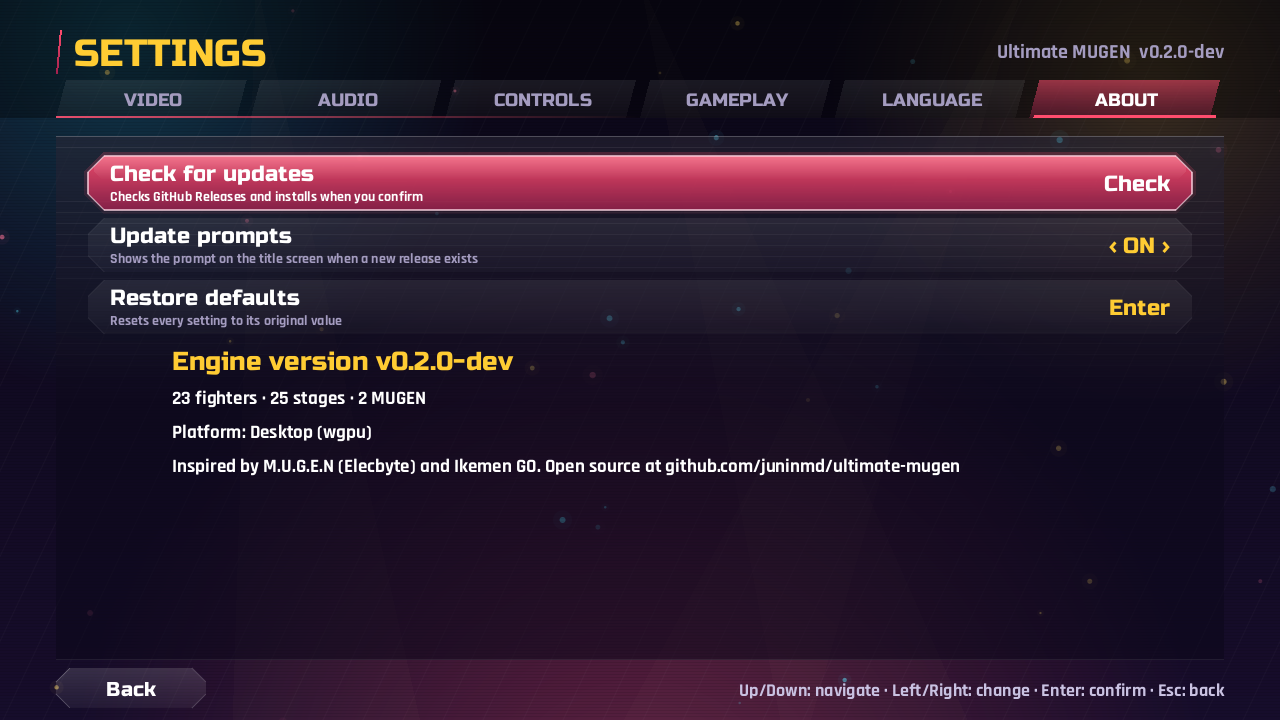 SETTINGS
Ultimate MUGEN v0.2.0-dev
VIDEO
AUDIO
CONTROLS
GAMEPLAY
LANGUAGE
ABOUT
Check for updates
Checks GitHub Releases and installs when you confirm
Check
Update prompts
Shows the prompt on the title screen when a new release exists
‹ ON ›
Restore defaults
Resets every setting to its original value
Enter
Engine version v0.2.0-dev
23 fighters · 25 stages · 2 MUGEN
Platform: Desktop (wgpu)
Inspired by M.U.G.E.N (Elecbyte) and Ikemen GO. Open source at github.com/juninmd/ultimate-mugen
Back
Up/Down: navigate · Left/Right: change · Enter: confirm · Esc: back